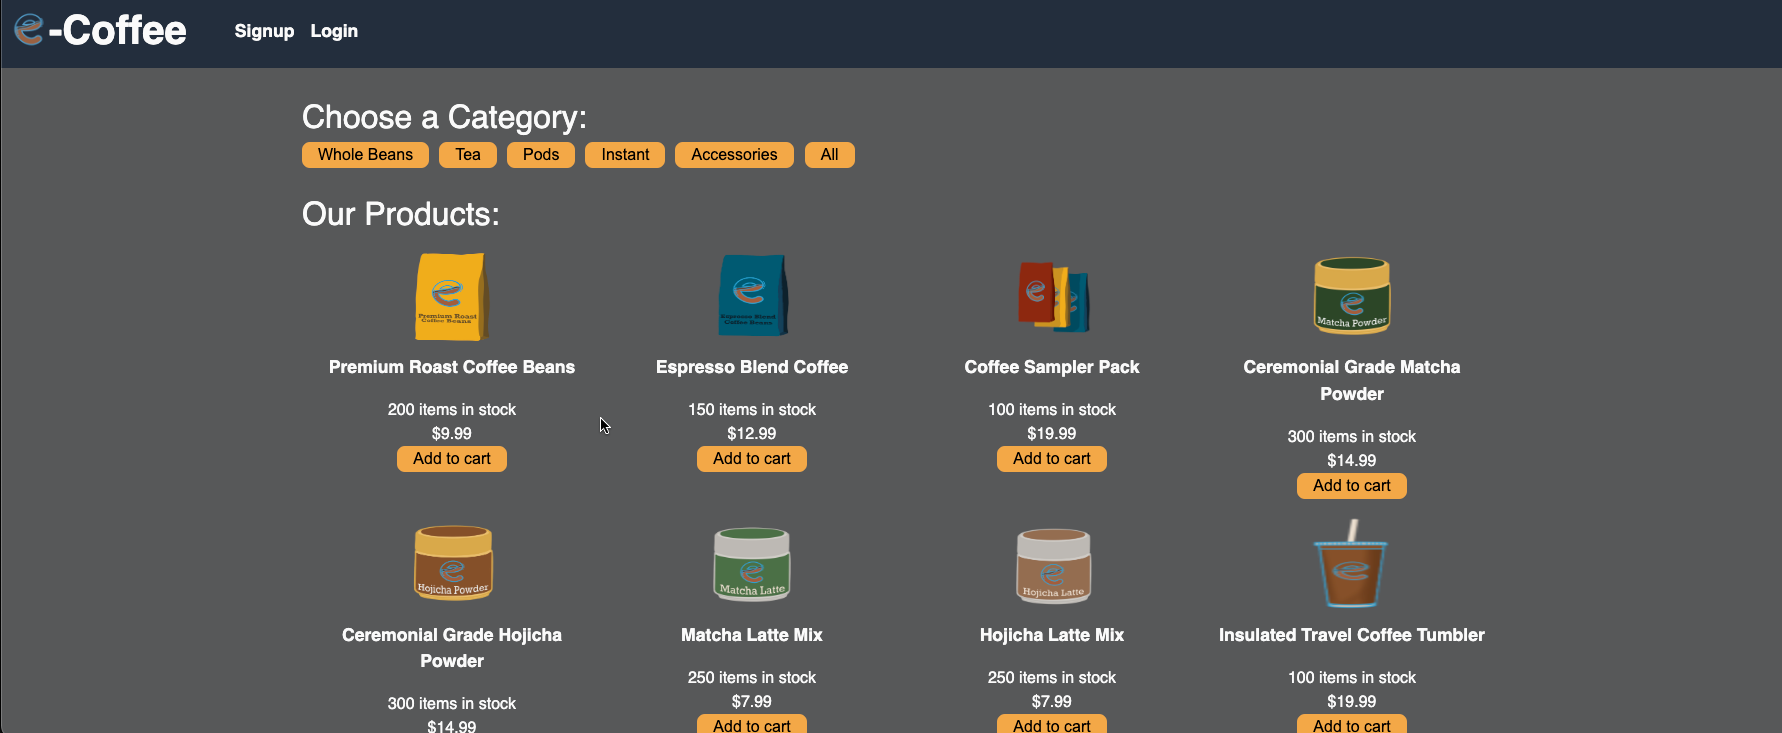 e-Coffee Signup Login
Choose a Category:
Whole Beans Tea Pods Instant Accessories All
Our Products:
Premium Roast
Coffee Beans
Espresso Blend
Coffee Beans
Matcha Powder
Premium Roast Coffee Beans
200 items in stock
$9.99
Add to cart
Espresso Blend Coffee
150 items in stock
$12.99
Add to cart
Coffee Sampler Pack
100 items in stock
$19.99
Add to cart
Ceremonial Grade Matcha
Powder
300 items in stock
$14.99
Add to cart
Hojicha Powder
Matcha Latte
Hojicha Latte
Ceremonial Grade Hojicha
Powder
300 items in stock
$14.99
Matcha Latte Mix
250 items in stock
$7.99
Add to cart
Hojicha Latte Mix
250 items in stock
$7.99
Add to cart
Insulated Travel Coffee Tumbler
100 items in stock
$19.99
Add to cart